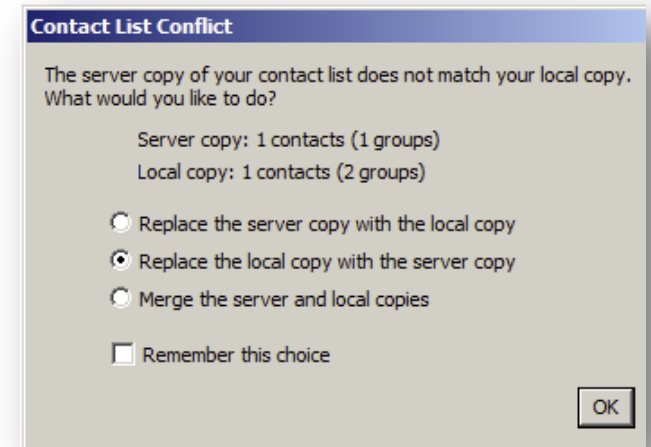 Contact List Conflict
The server copy of your contact list does not match your local copy.
What would you like to do?
Server copy: 1 contacts (1 groups)
Local copy: 1 contacts (2 groups)
Replace the server copy with the local copy
Replace the local copy with the server copy
Merge the server and local copies
Remember this choice
OK